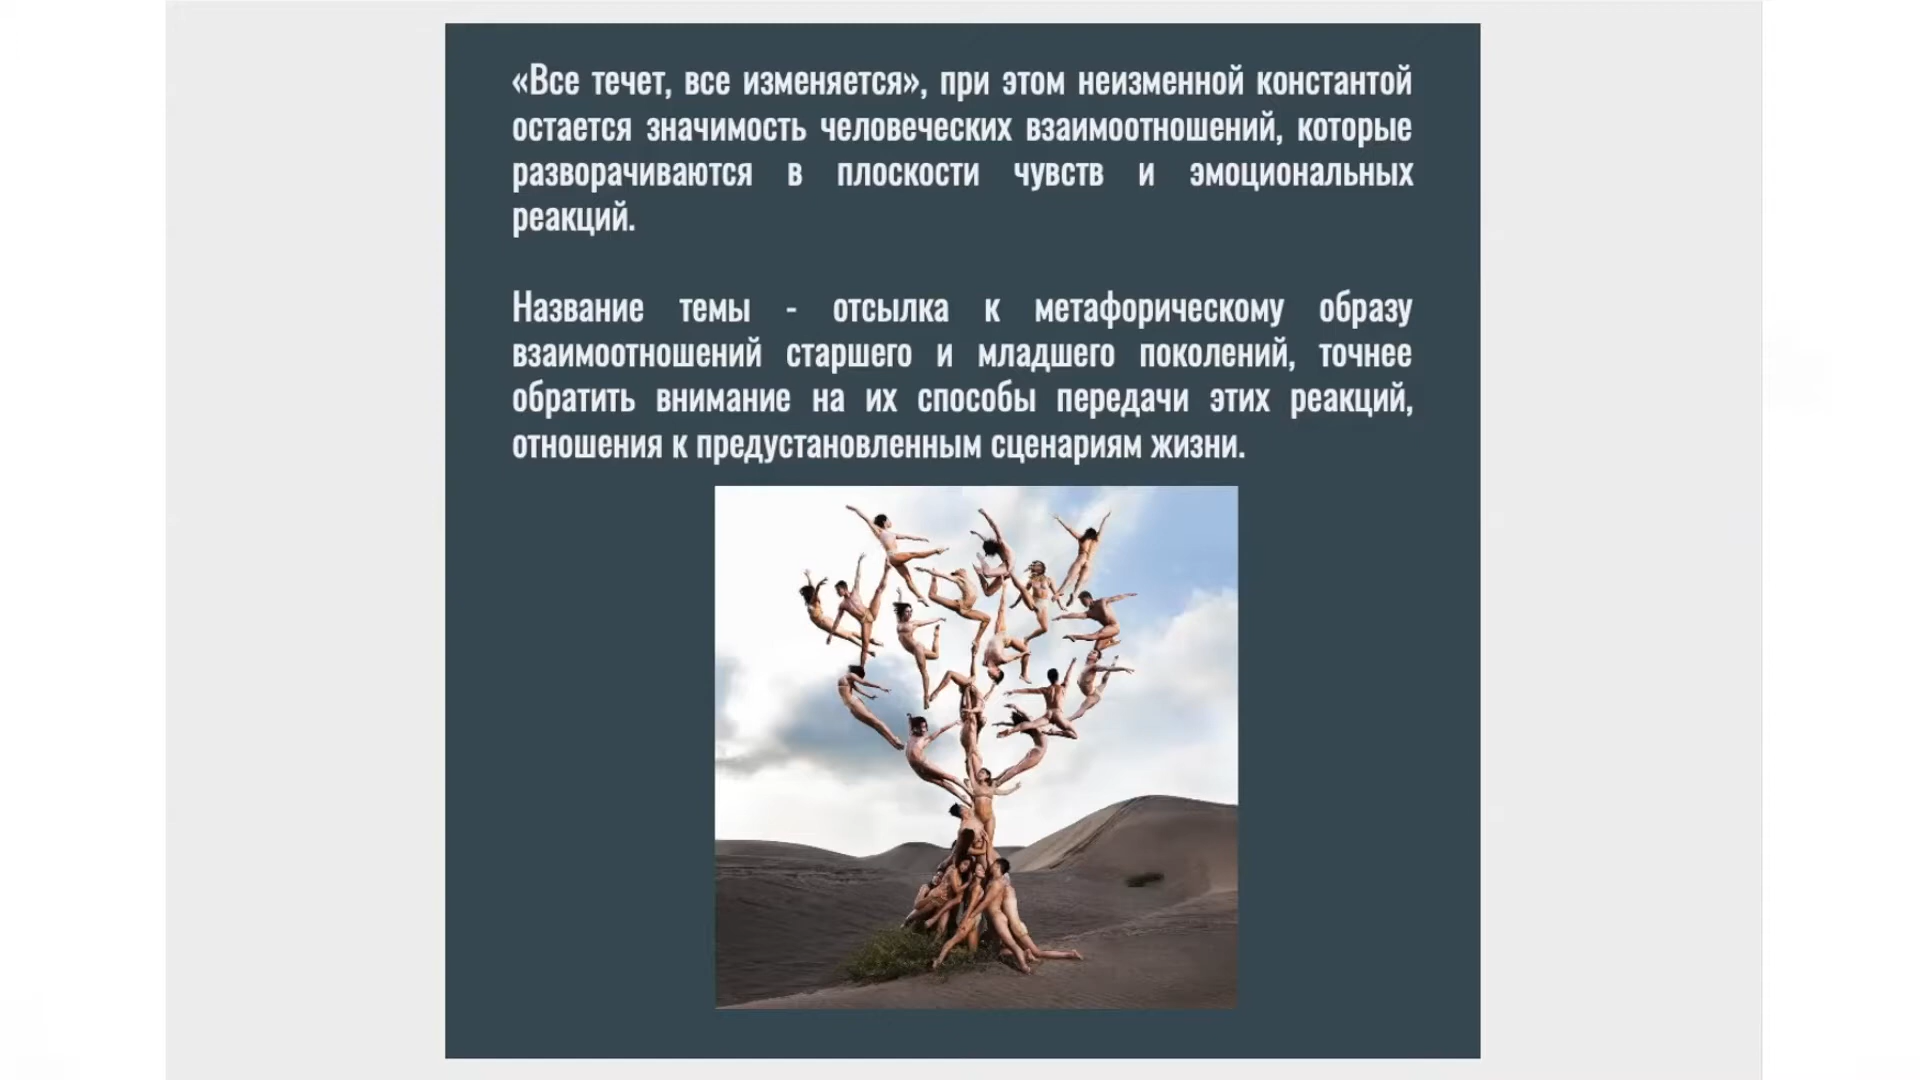 «Все течет, все изменяется», при этом неизменной константой
остается значимость человеческих взаимоотношений, которые
разворачиваются в плоскости чувств и эмоциональных
реакций.
Название темы - отсылка к метафорическому образу
взаимоотношений старшего и младшего поколений, точнее
обратить внимание на их способы передачи этих реакций,
отношения к предустановленным сценариям жизни.